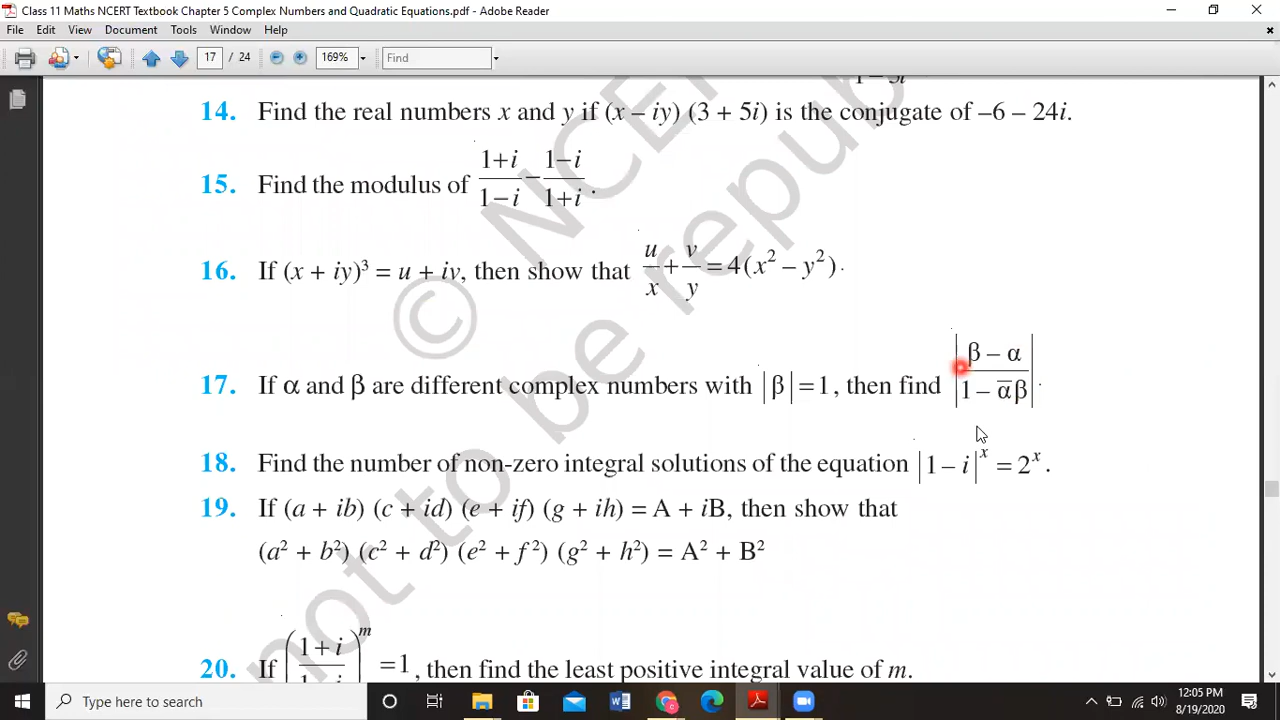 Class 11 Maths NCERT Textbook Chapter 5 Complex Numbers and Quadratic Equations.pdf - Adobe Reader
File Edit View Document Tools Window Help
17 / 24 169% Find
14. Find the real numbers x and y if (x – iy) (3 + 5i) is the conjugate of –6 – 24i.
15. Find the modulus of (1+i)/(1–i) – (1–i)/(1+i) .
16. If (x + iy)³ = u + iv, then show that u/x + v/y = 4(x² – y²).
17. If α and β are different complex numbers with |β| = 1, then find |(β – α)/(1 – α̅β)|.
18. Find the number of non-zero integral solutions of the equation |1 – i|ˣ = 2ˣ.
19. If (a + ib) (c + id) (e + if) (g + ih) = A + iB, then show that
(a² + b²) (c² + d²) (e² + f²) (g² + h²) = A² + B²
20. If (1 + i)ᵐ = 1, then find the least positive integral value of m.
© NCE
not to be repu
Type here to search
12:05 PM
8/19/2020